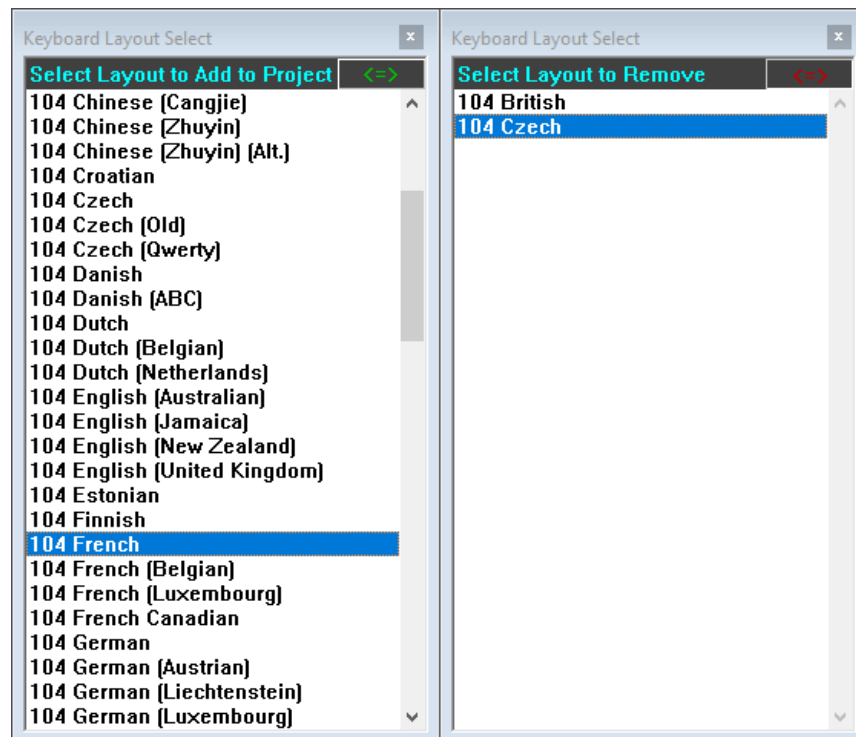 Keyboard Layout Select x
Select Layout to Add to Project <=>
104 Chinese (Cangjie)
104 Chinese (Zhuyin)
104 Chinese (Zhuyin) (Alt.)
104 Croatian
104 Czech
104 Czech (Old)
104 Czech (Qwerty)
104 Danish
104 Danish (ABC)
104 Dutch
104 Dutch (Belgian)
104 Dutch (Netherlands)
104 English (Australian)
104 English (Jamaica)
104 English (New Zealand)
104 English (United Kingdom)
104 Estonian
104 Finnish
104 French
104 French (Belgian)
104 French (Luxembourg)
104 French Canadian
104 German
104 German (Austrian)
104 German (Liechtenstein)
104 German (Luxembourg)
Keyboard Layout Select x
Select Layout to Remove <=>
104 British
104 Czech